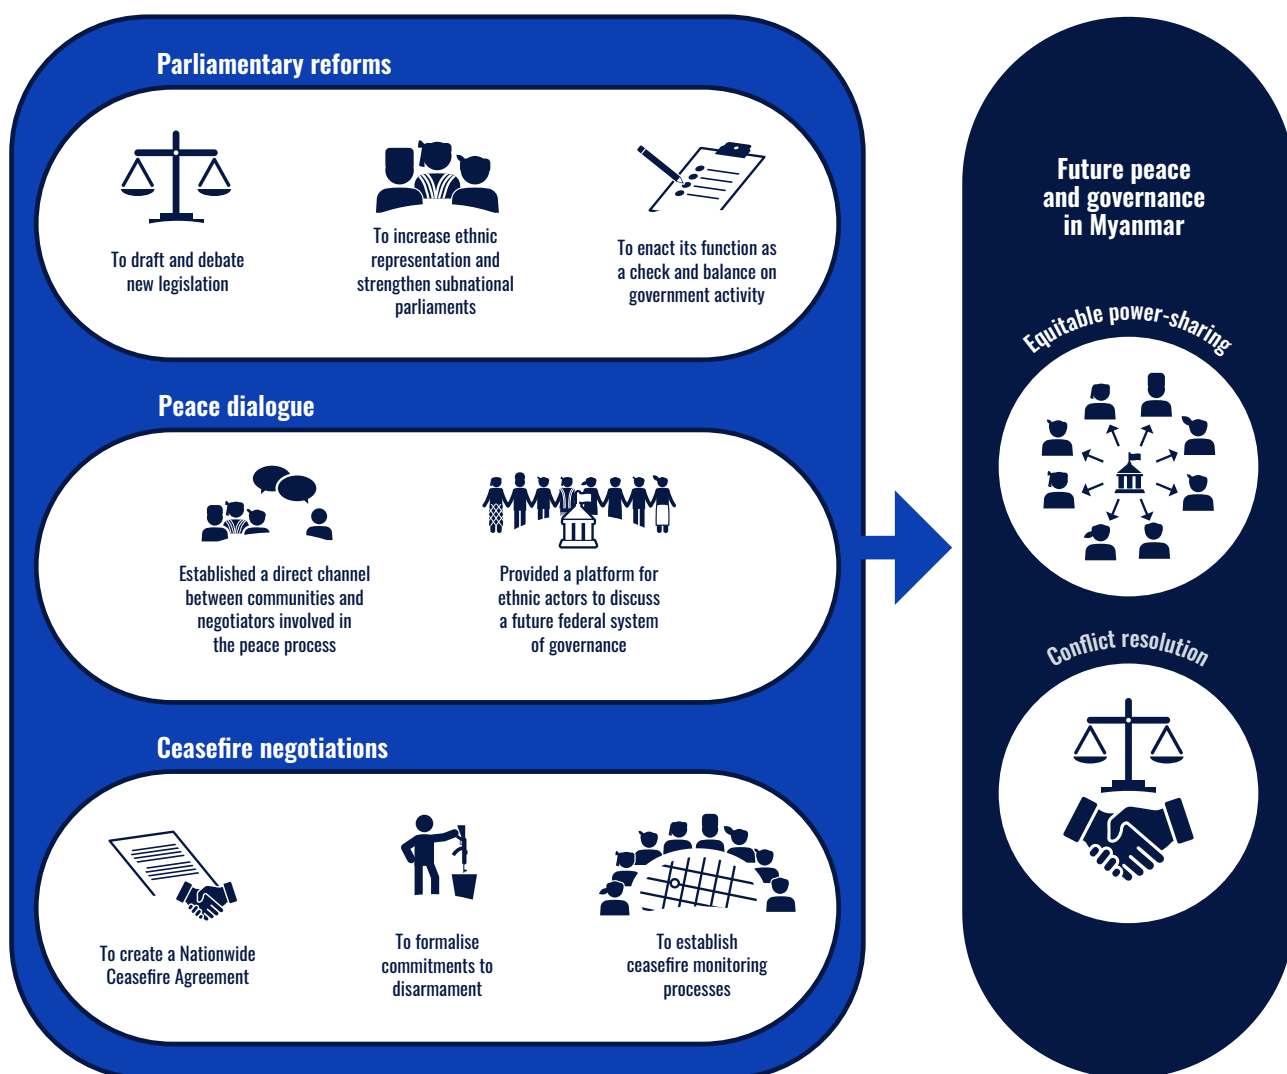 Parliamentary reforms
To draft and debate
new legislation
To increase ethnic
representation and
strengthen subnational
parliaments
To enact its function as
a check and balance on
government activity
Peace dialogue
Established a direct channel
between communities and
negotiators involved in
the peace process
Provided a platform for
ethnic actors to discuss
a future federal system
of governance
Ceasefire negotiations
To create a Nationwide
Ceasefire Agreement
To formalise
commitments to
disarmament
To establish
ceasefire monitoring
processes
Future peace
and governance
in Myanmar
Equitable power-sharing
Conflict resolution